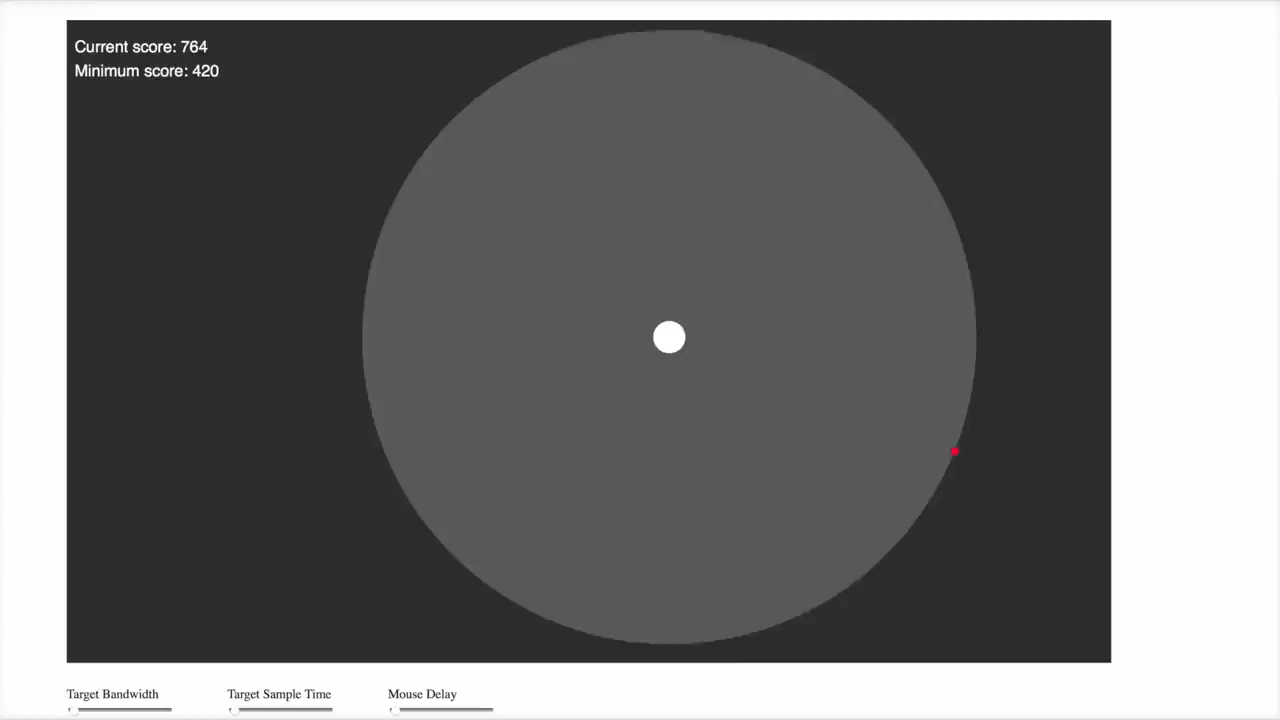 Current score: 764
Minimum score: 420
Target Bandwidth
Target Sample Time
Mouse Delay